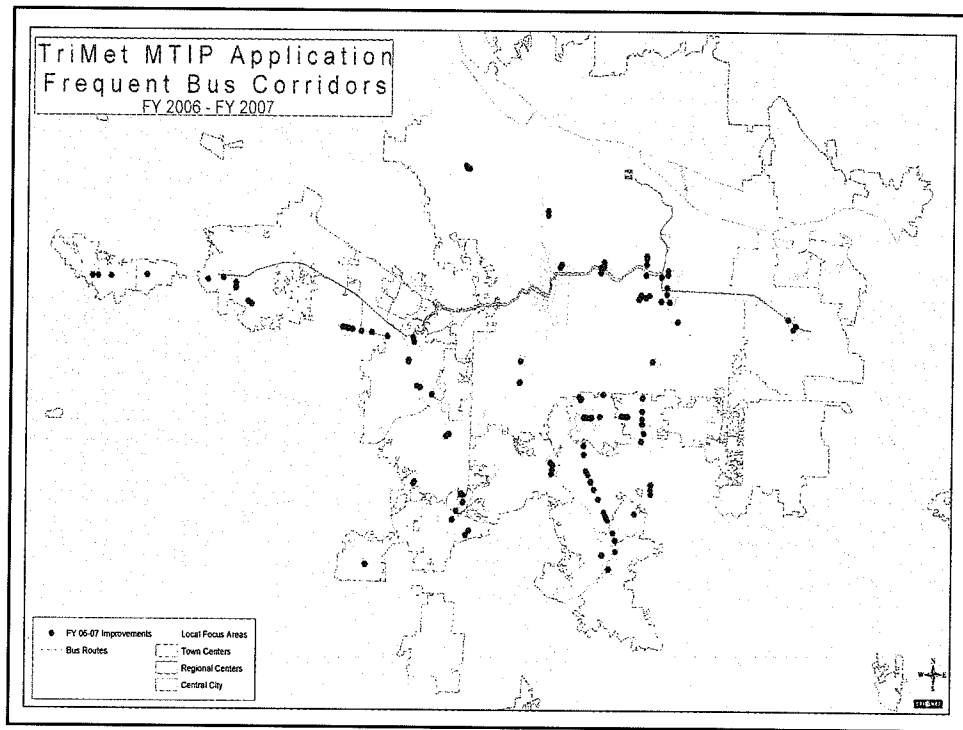 TriMet MTIP Application
Frequent Bus Corridors
FY 2006 - FY 2007
FY 06-07 Improvements
Bus Routes
Local Focus Areas
Town Centers
Regional Centers
Central City
N
W E
S